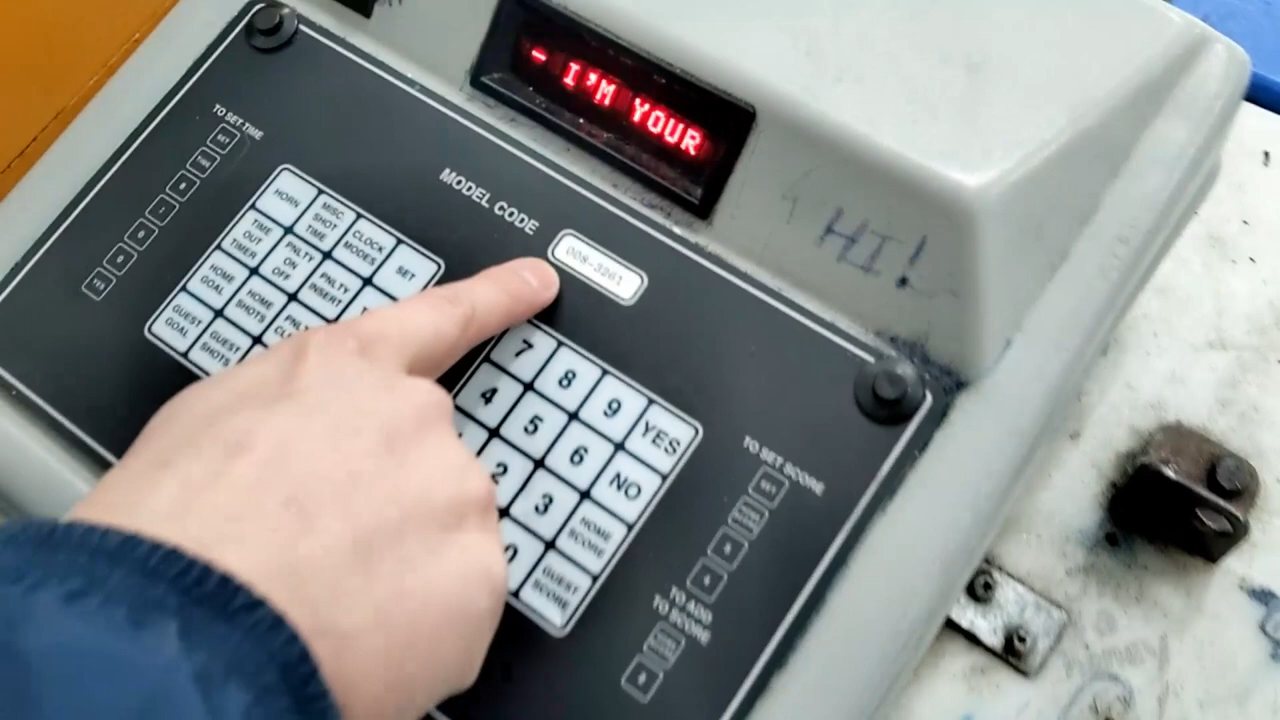 - I'M YOUR
HI!
TO SET TIME
SET
TIME
YES
MODEL CODE
008-3261
HORN
MISC. SHOT TIME
CLOCK MODES
SET
TIME OUT TIMER
PNLTY ON OFF
PNLTY INSERT
HOME GOAL
HOME SHOTS
GUEST GOAL
GUEST SHOTS
7 8 9 YES
4 5 6 NO
2 3 HOME SCORE
0 GUEST SCORE
TO SET SCORE
SET
TO ADD
TO SCORE